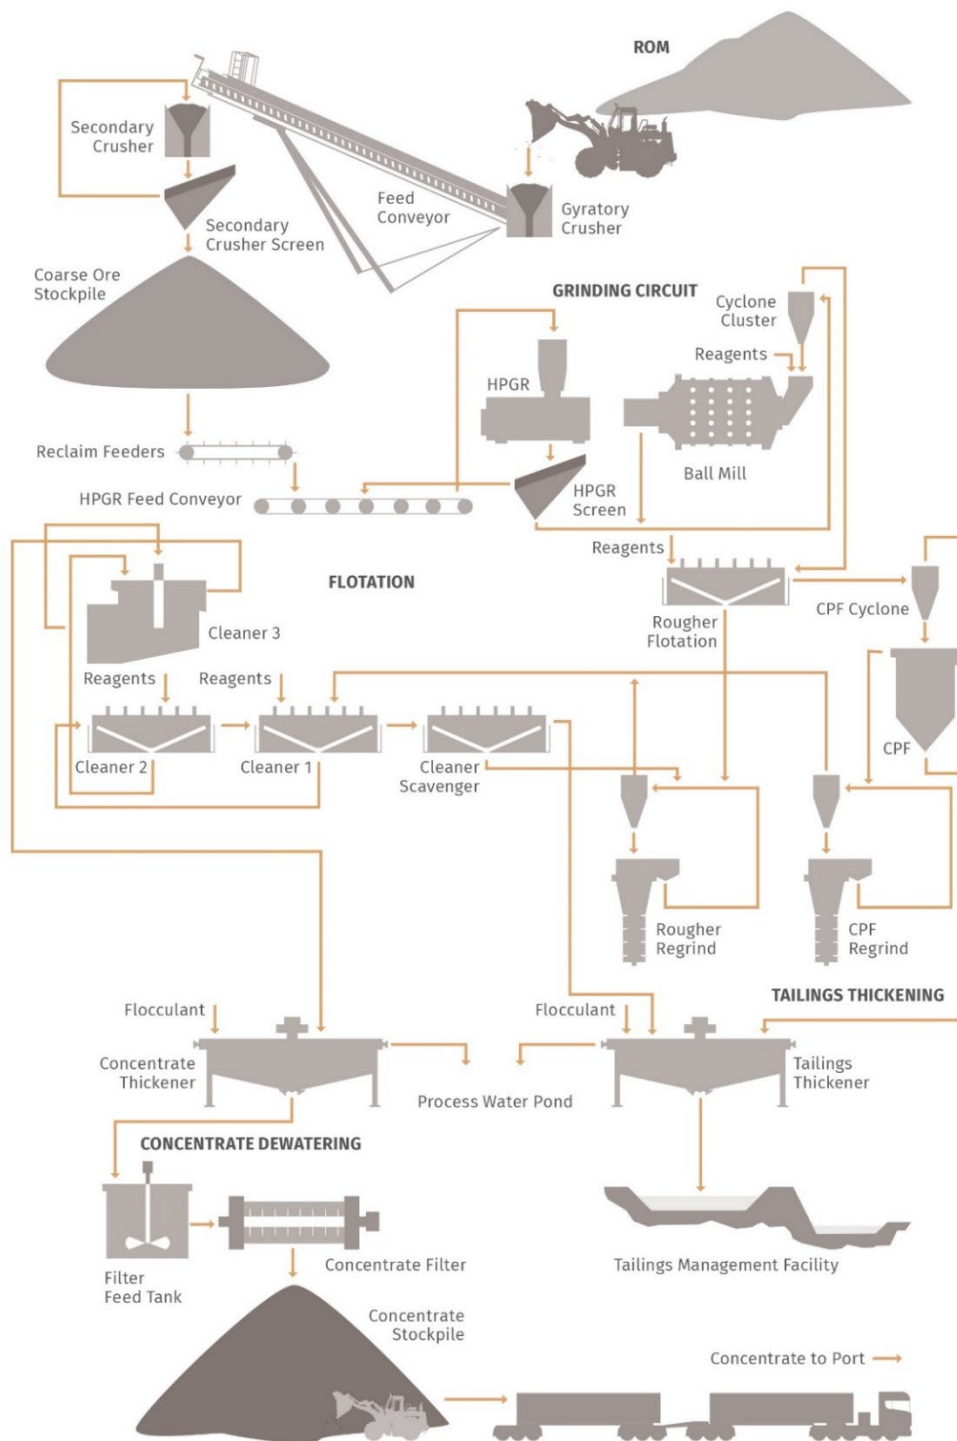 ROM
Secondary
Crusher
Feed
Conveyor
Gyratory
Crusher
Secondary
Crusher Screen
Coarse Ore
Stockpile
GRINDING CIRCUIT
Cyclone
Cluster
Reagents
HPGR
Reclaim Feeders
Ball Mill
HPGR Feed Conveyor
HPGR
Screen
Reagents
FLOTATION
CPF Cyclone
Cleaner 3
Rougher
Flotation
Reagents
Reagents
CPF
Cleaner 2
Cleaner 1
Cleaner
Scavenger
Rougher
Regrind
CPF
Regrind
TAILINGS THICKENING
Flocculant
Flocculant
Concentrate
Thickener
Tailings
Thickener
Process Water Pond
CONCENTRATE DEWATERING
Filter
Feed Tank
Concentrate Filter
Tailings Management Facility
Concentrate
Stockpile
Concentrate to Port